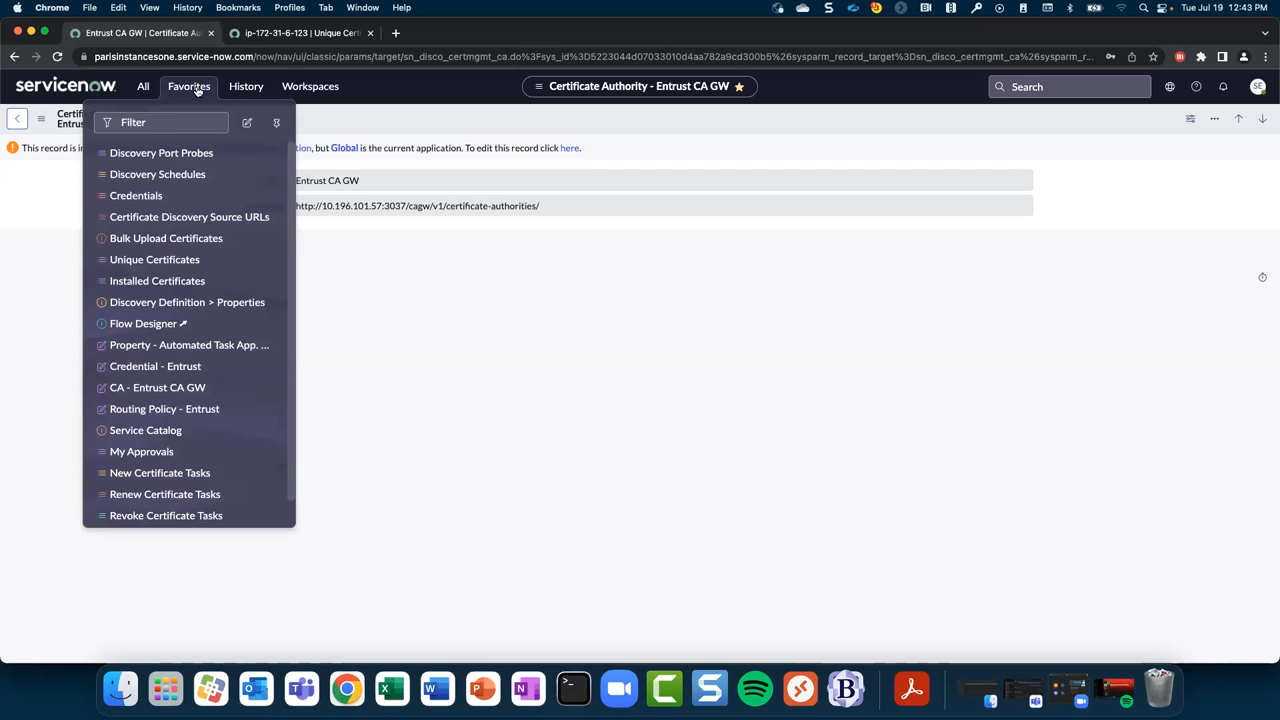 Chrome File Edit View History Bookmarks Profiles Tab Window Help
Tue Jul 19 12:43 PM
Entrust CA GW | Certificate Aut
ip-172-31-6-123 | Unique Cert
parisinstancesone.service-now.com/now/nav/ui/classic/params/target/sn_disco_certmgmt_ca.do%3Fsys_id%3D5223044d07033010d4aa782a9cd300b5%26sysparm_record_target%3Dsn_disco_certmgmt_ca%26sysparm_r...
servicenow All Favorites History Workspaces
Certificate Authority - Entrust CA GW
Search
SE
Certifi
Entrus
Filter
This record is in
tion, but Global is the current application. To edit this record click here.
Entrust CA GW
http://10.196.101.57:3037/cagw/v1/certificate-authorities/
Discovery Port Probes
Discovery Schedules
Credentials
Certificate Discovery Source URLs
Bulk Upload Certificates
Unique Certificates
Installed Certificates
Discovery Definition > Properties
Flow Designer
Property - Automated Task App. ...
Credential - Entrust
CA - Entrust CA GW
Routing Policy - Entrust
Service Catalog
My Approvals
New Certificate Tasks
Renew Certificate Tasks
Revoke Certificate Tasks